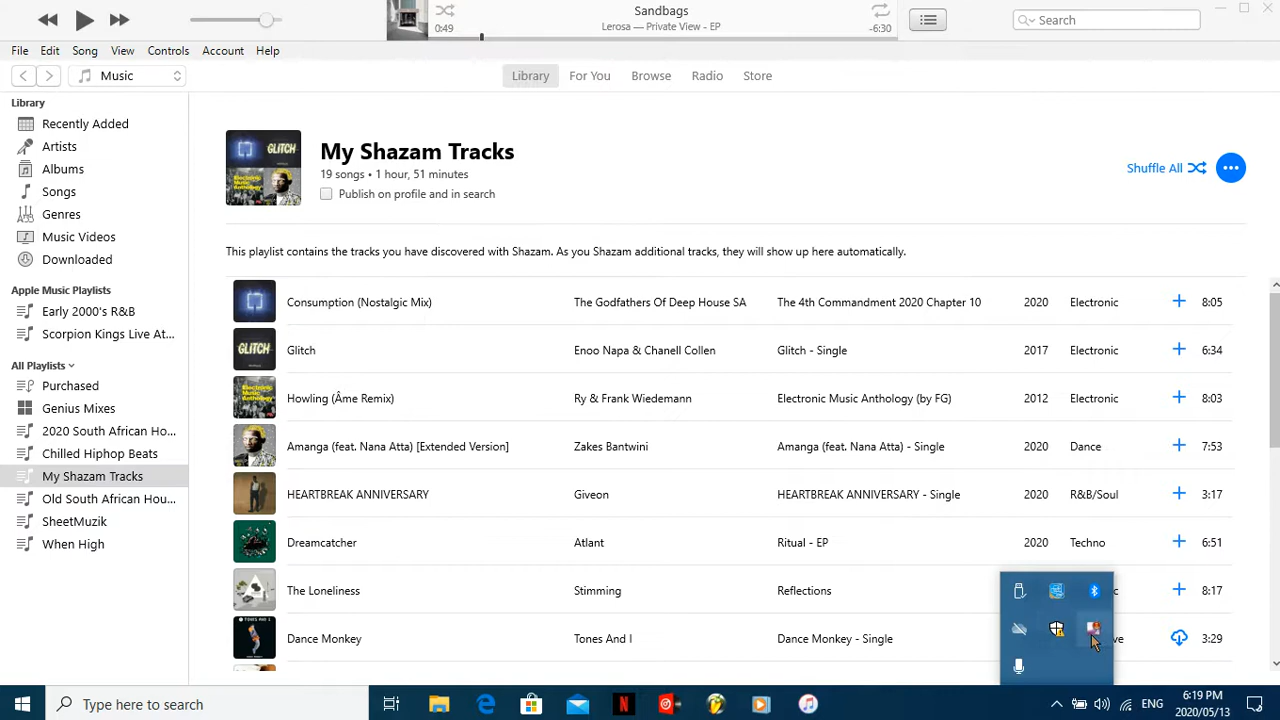 Sandbags
0:49
Lerosa — Private View - EP
-6:30
Search
File Edit Song View Controls Account Help
Music
Library For You Browse Radio Store
Library
Recently Added
Artists
Albums
Songs
Genres
Music Videos
Downloaded
Apple Music Playlists
Early 2000's R&B
Scorpion Kings Live At...
All Playlists
Purchased
Genius Mixes
2020 South African Ho...
Chilled Hiphop Beats
My Shazam Tracks
Old South African Hou...
SheetMuzik
When High
My Shazam Tracks
19 songs • 1 hour, 51 minutes
Publish on profile and in search
Shuffle All
This playlist contains the tracks you have discovered with Shazam. As you Shazam additional tracks, they will show up here automatically.
Consumption (Nostalgic Mix) The Godfathers Of Deep House SA The 4th Commandment 2020 Chapter 10 2020 Electronic 8:05
GLITCH
Glitch Enoo Napa & Chanell Collen Glitch - Single 2017 Electronic 6:34
Howling (Âme Remix) Ry & Frank Wiedemann Electronic Music Anthology (by FG) 2012 Electronic 8:03
Amanga (feat. Nana Atta) [Extended Version] Zakes Bantwini Amanga (feat. Nana Atta) - Single 2020 Dance 7:53
HEARTBREAK ANNIVERSARY Giveon HEARTBREAK ANNIVERSARY - Single 2020 R&B/Soul 3:17
Dreamcatcher Atlant Ritual - EP 2020 Techno 6:51
The Loneliness Stimming Reflections c 8:17
Dance Monkey Tones And I Dance Monkey - Single ve 3:29
Type here to search
ENG
6:19 PM
2020/05/13